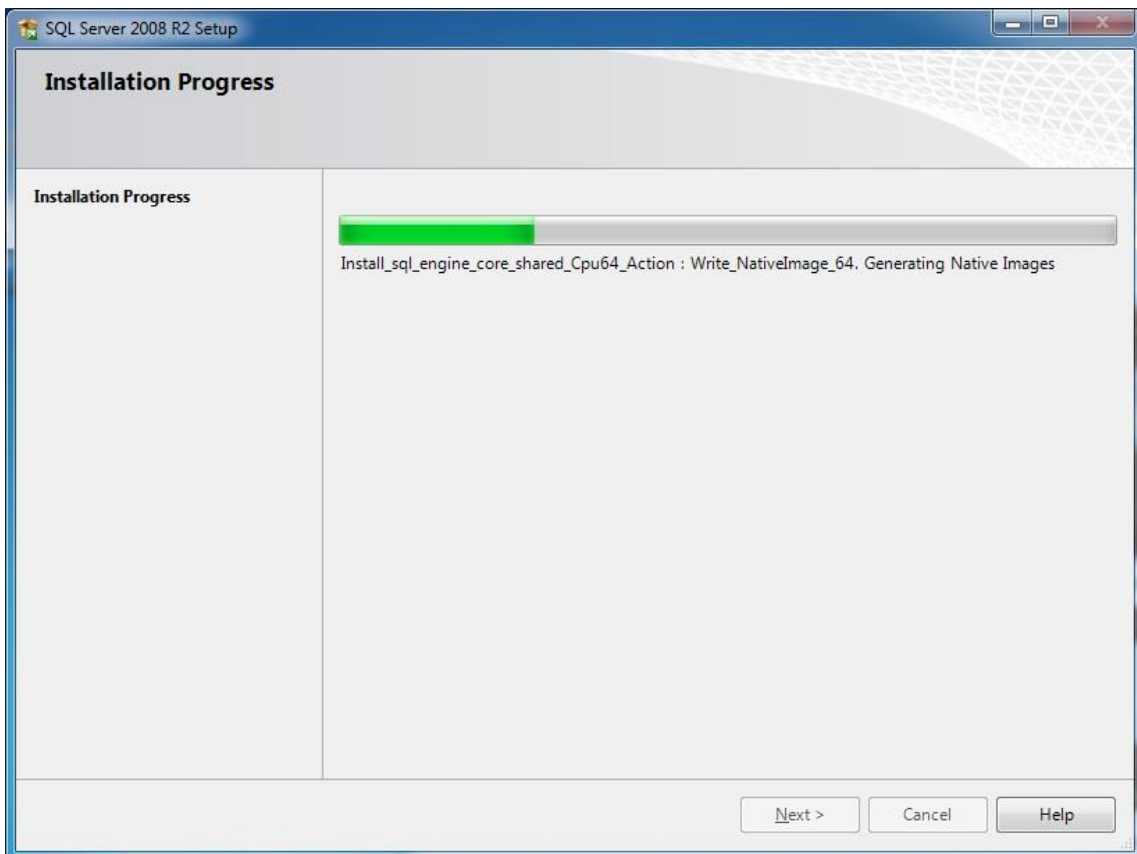 SQL Server 2008 R2 Setup
Installation Progress
Installation Progress
Install_sql_engine_core_shared_Cpu64_Action : Write_NativeImage_64. Generating Native Images
Next >
Cancel
Help